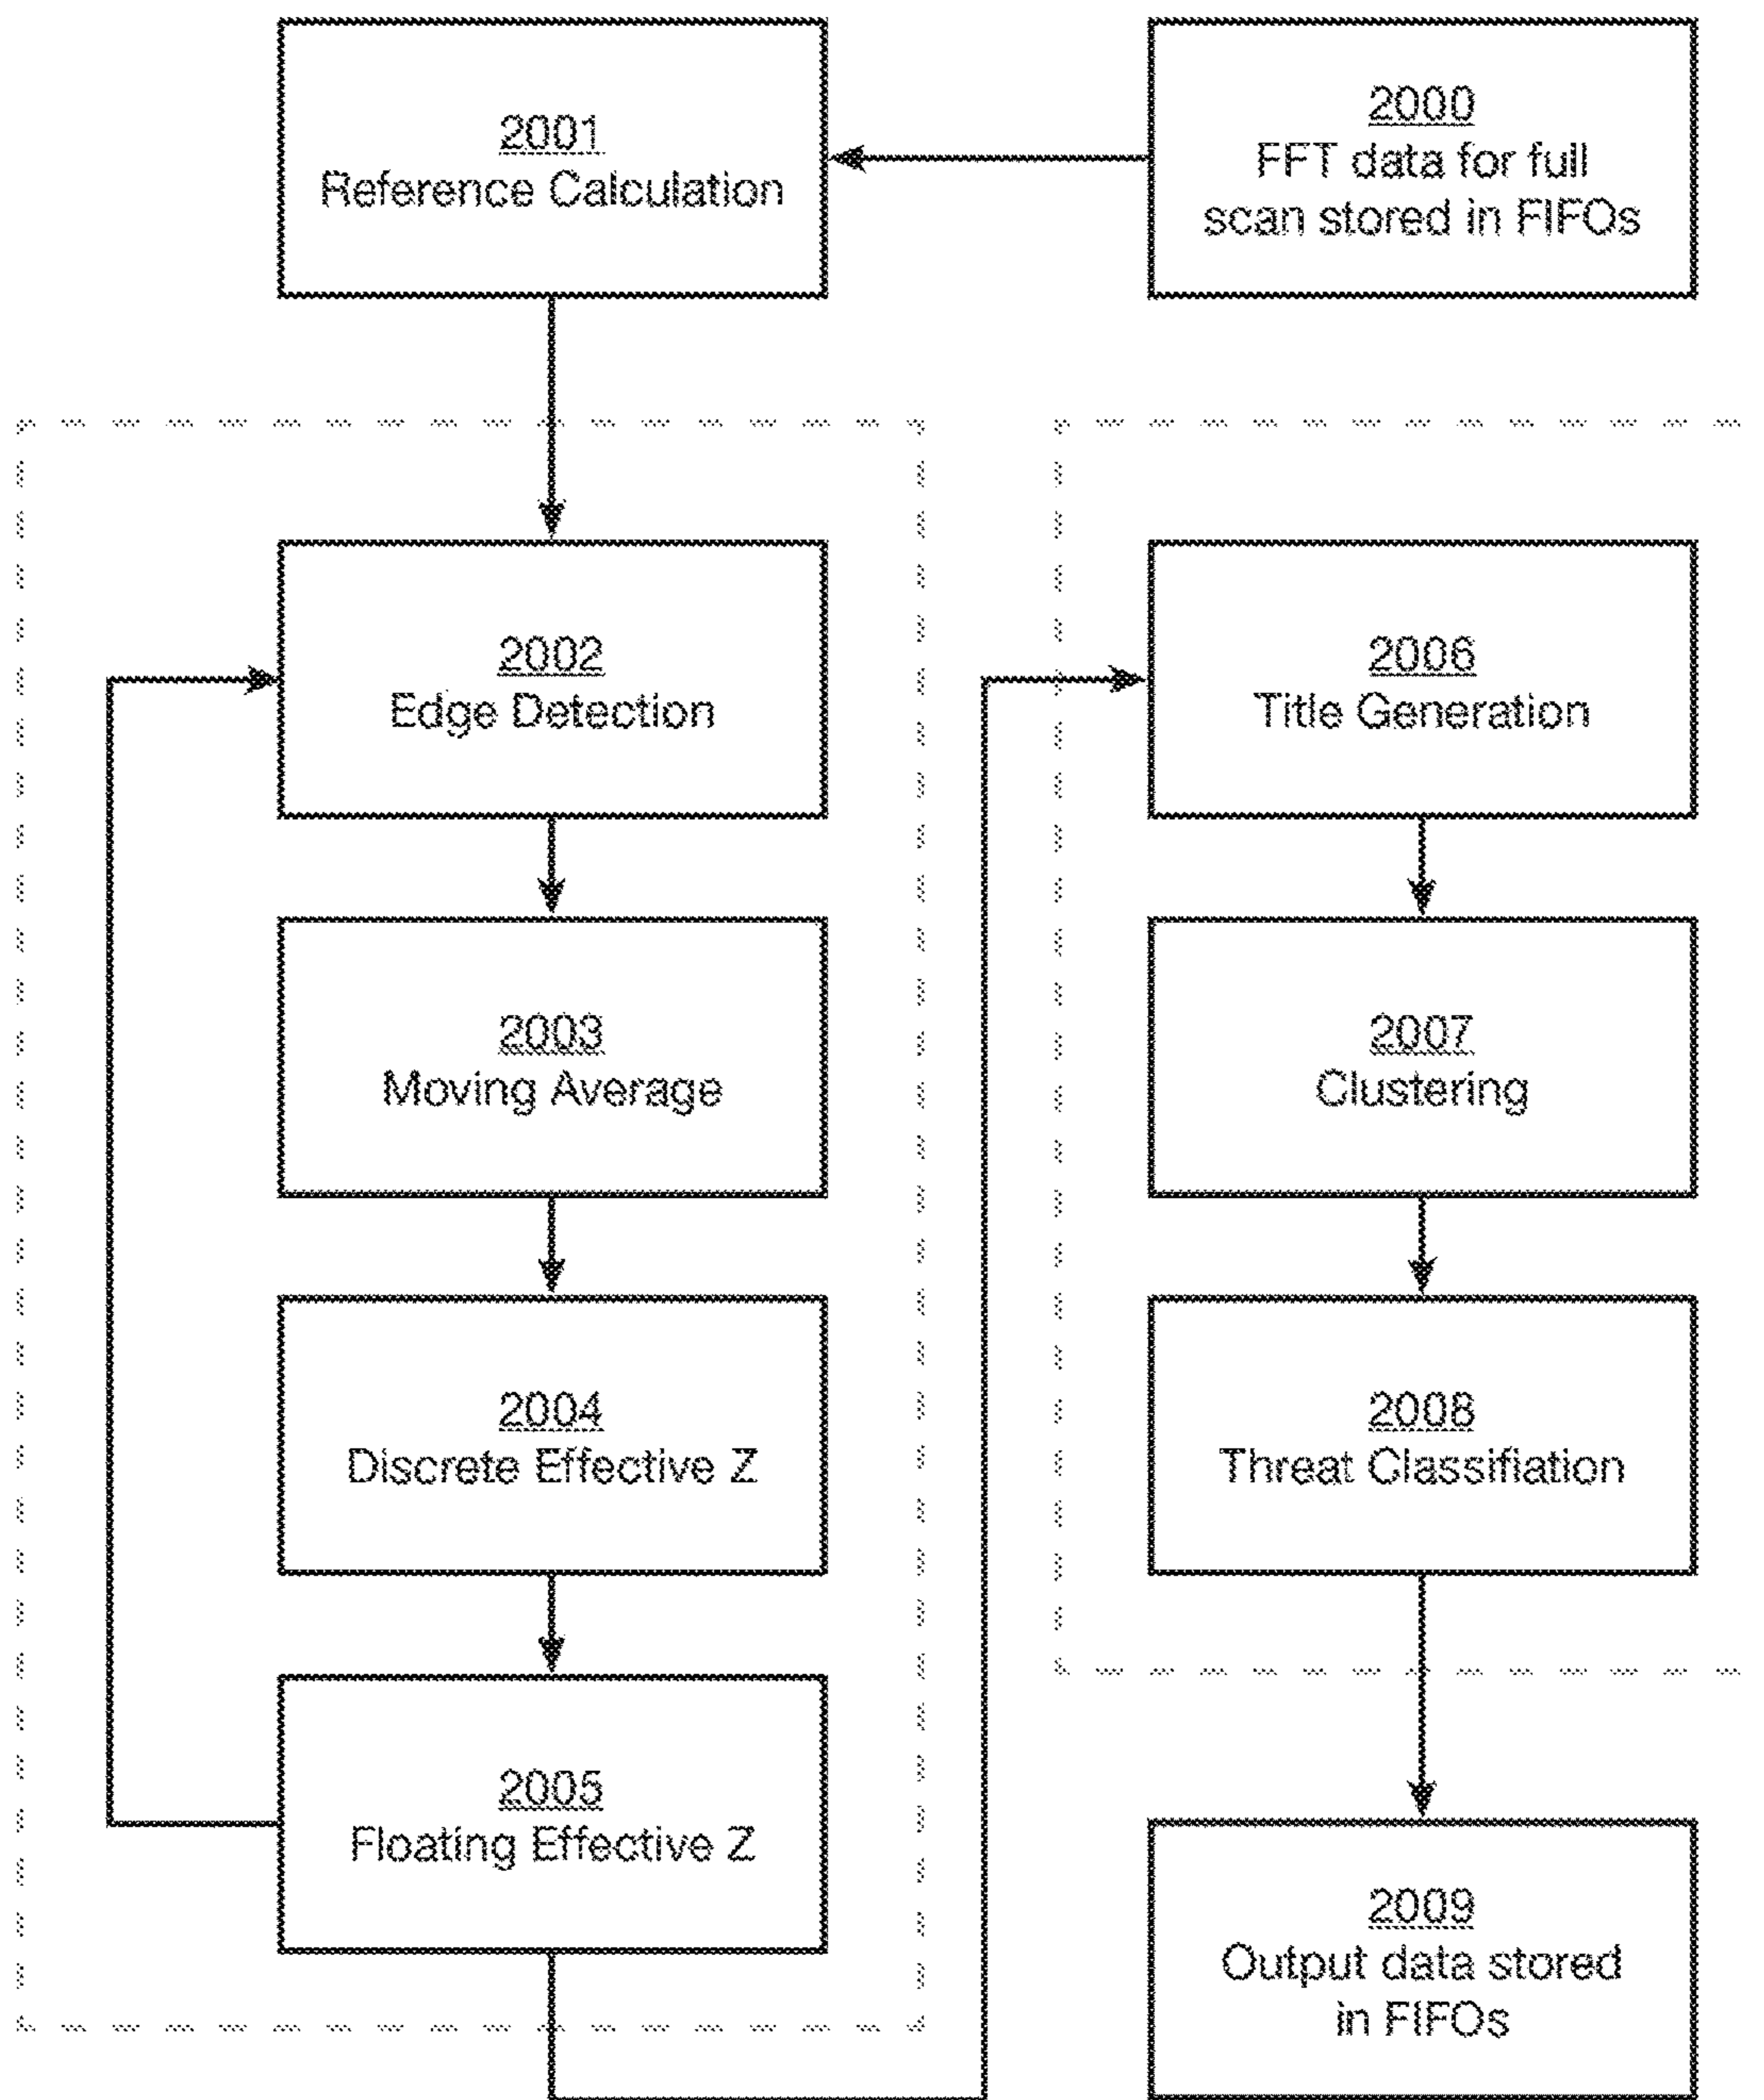 2001
Reference Calculation
2000
FFT data for full
scan stored in FIFOs
2002
Edge Detection
2003
Moving Average
2004
Discrete Effective Z
2005
Floating Effective Z
2006
Title Generation
2007
Clustering
2008
Threat Classifiation
2009
Output data stored
in FIFOs